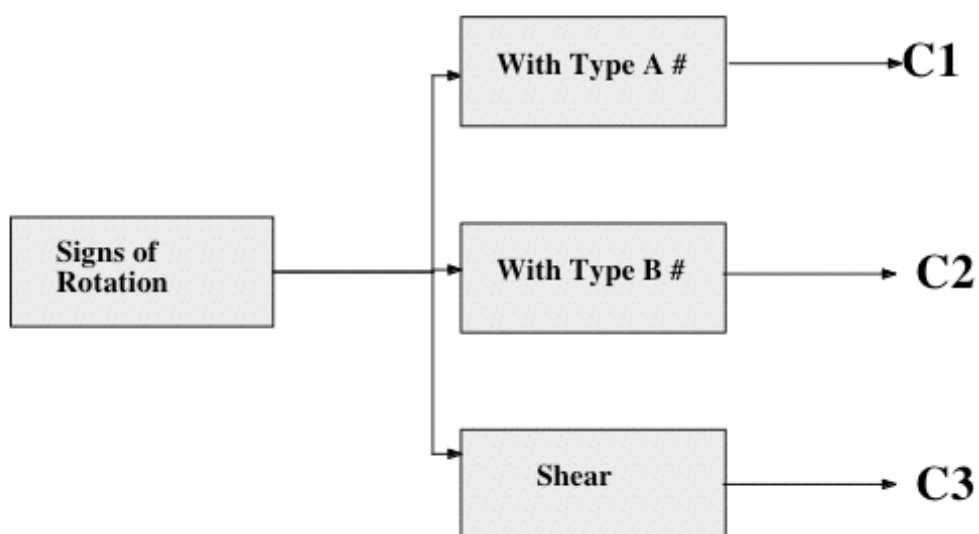 With Type A #
C1
Signs of
Rotation
With Type B #
C2
Shear
C3